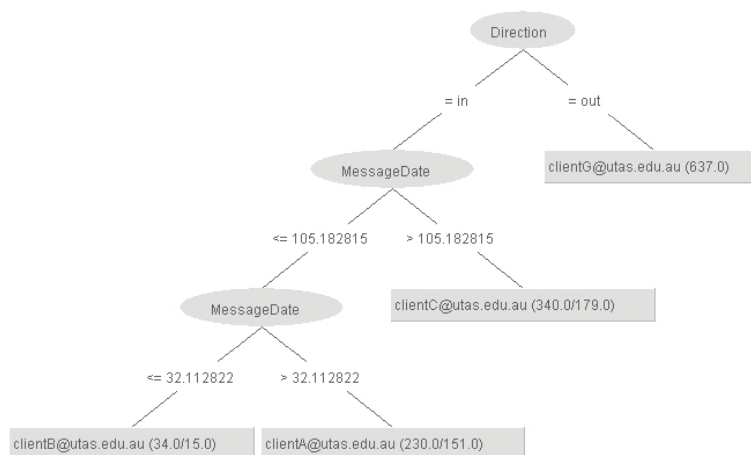 Direction
= in
= out
MessageDate
clientG@utas.edu.au (637.0)
<= 105.182815
> 105.182815
MessageDate
clientC@utas.edu.au (340.0/179.0)
<= 32.112822
> 32.112822
clientB@utas.edu.au (34.0/15.0)
clientA@utas.edu.au (230.0/151.0)